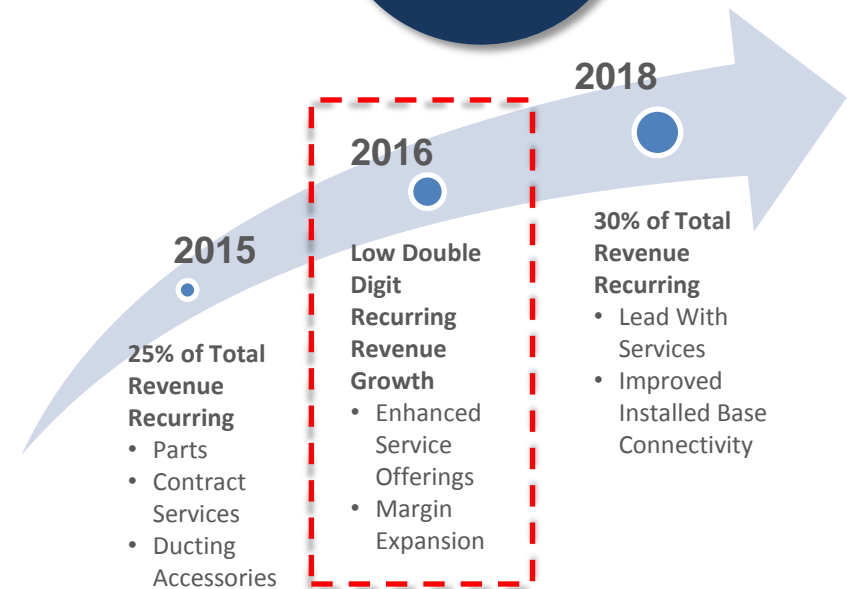 2015
25% of Total
Revenue
Recurring
• Parts
• Contract
Services
• Ducting
Accessories
2016
Low Double
Digit
Recurring
Revenue
Growth
• Enhanced
Service
Offerings
• Margin
Expansion
2018
30% of Total
Revenue
Recurring
• Lead With
Services
• Improved
Installed Base
Connectivity